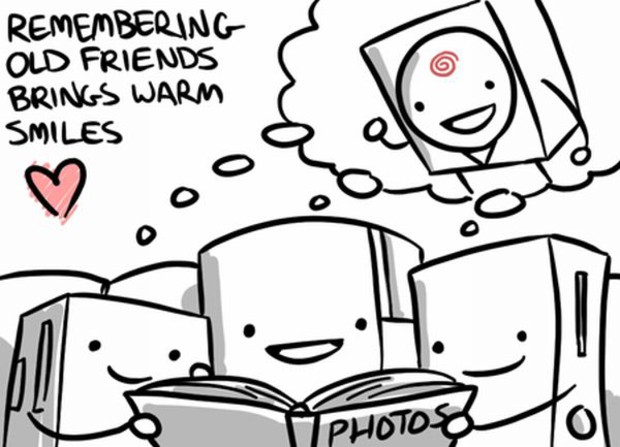 REMEMBERING
OLD FRIENDS
BRINGS WARM
SMILES
PHOTOS